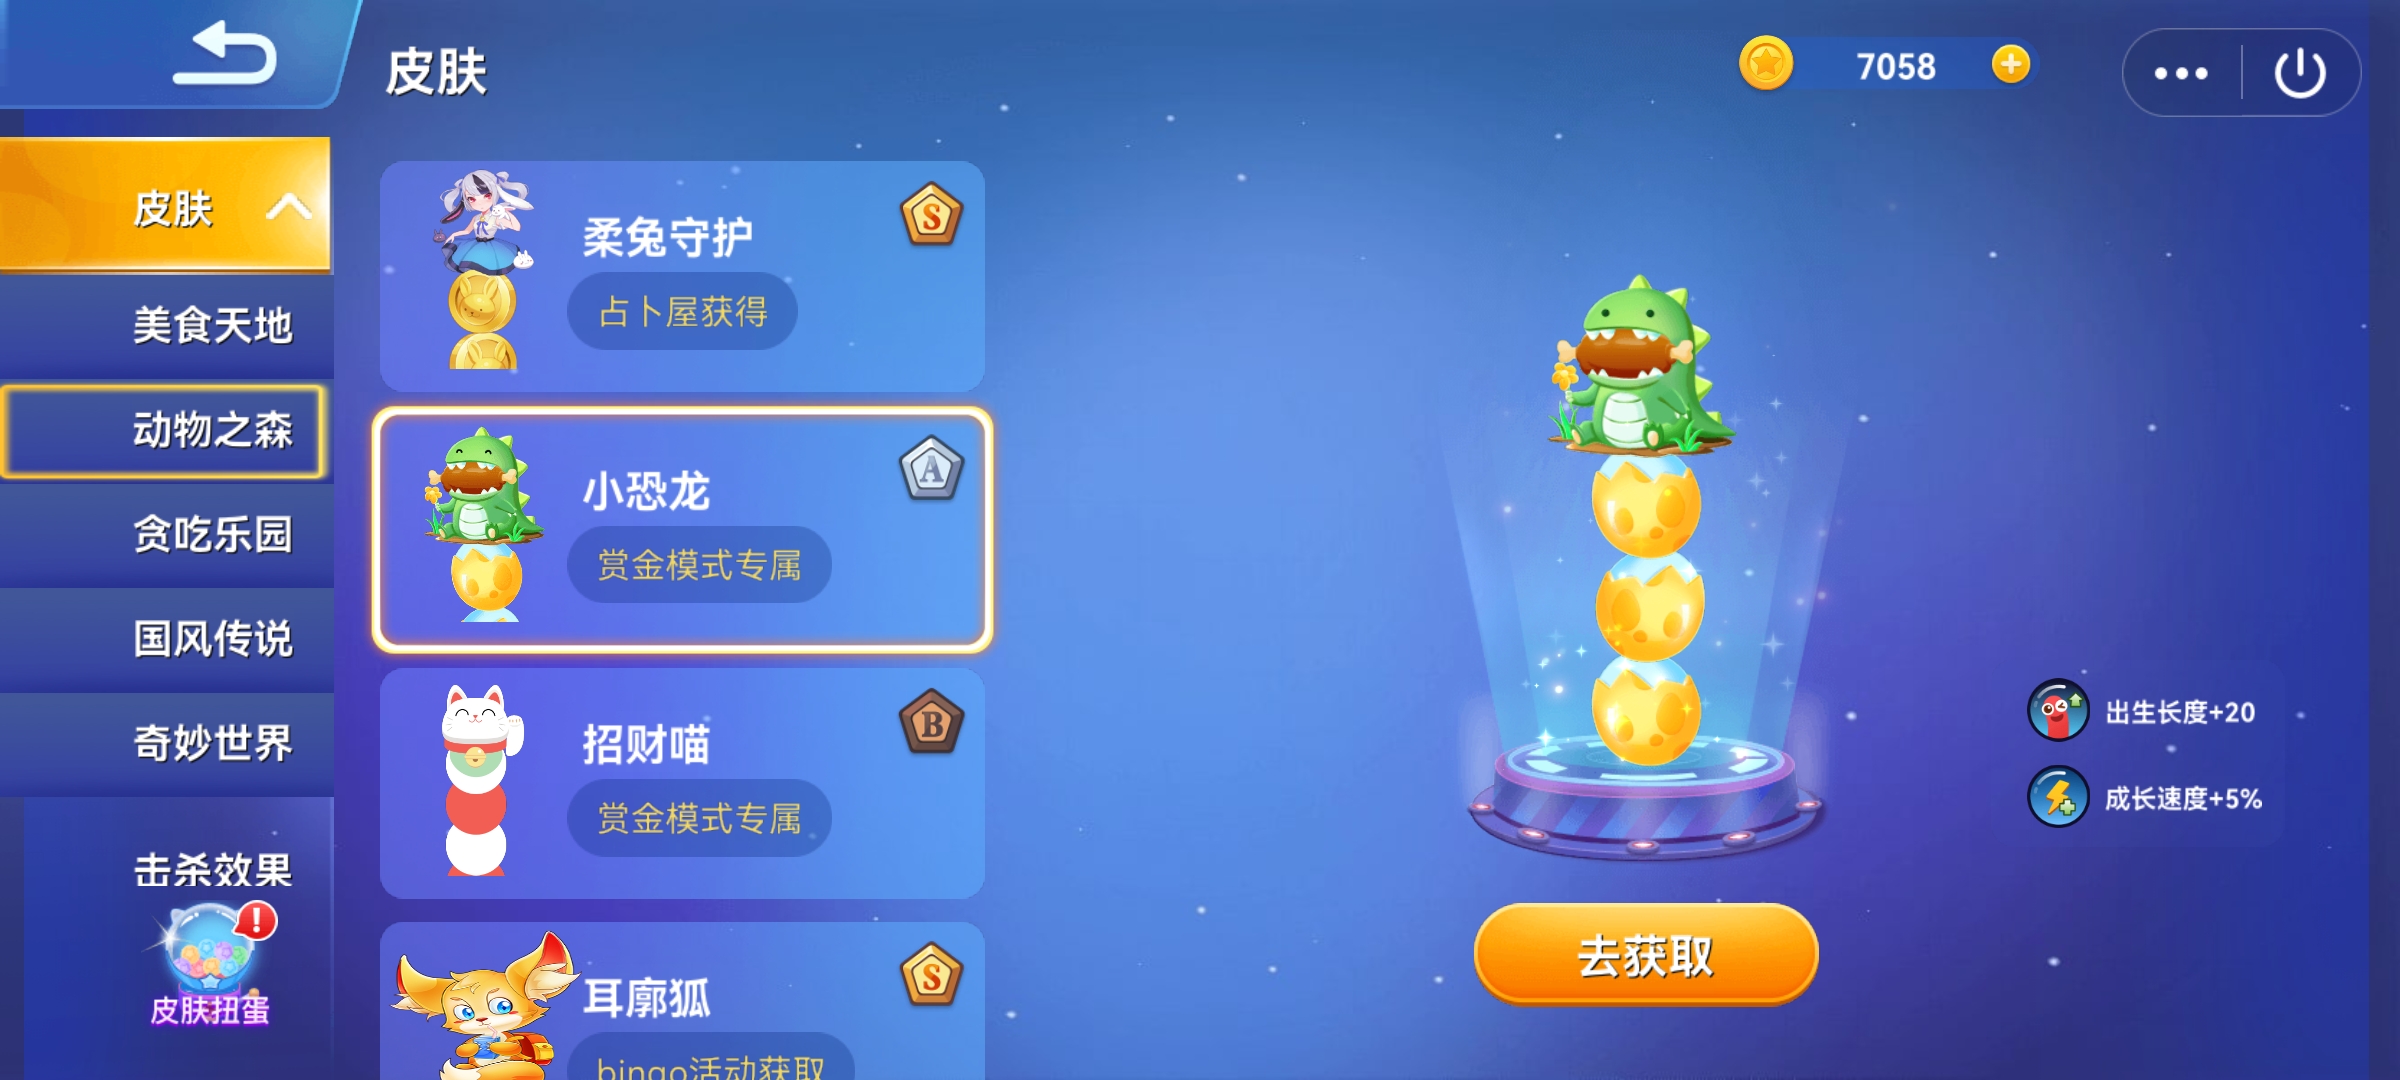 皮肤
7058
皮肤
美食天地
动物之森
贪吃乐园
国风传说
奇妙世界
击杀效果
皮肤扭蛋
柔兔守护
S
占卜屋获得
小恐龙
A
赏金模式专属
招财喵
B
赏金模式专属
耳廓狐
S
bingo活动获取
出生长度+20
成长速度+5%
去获取